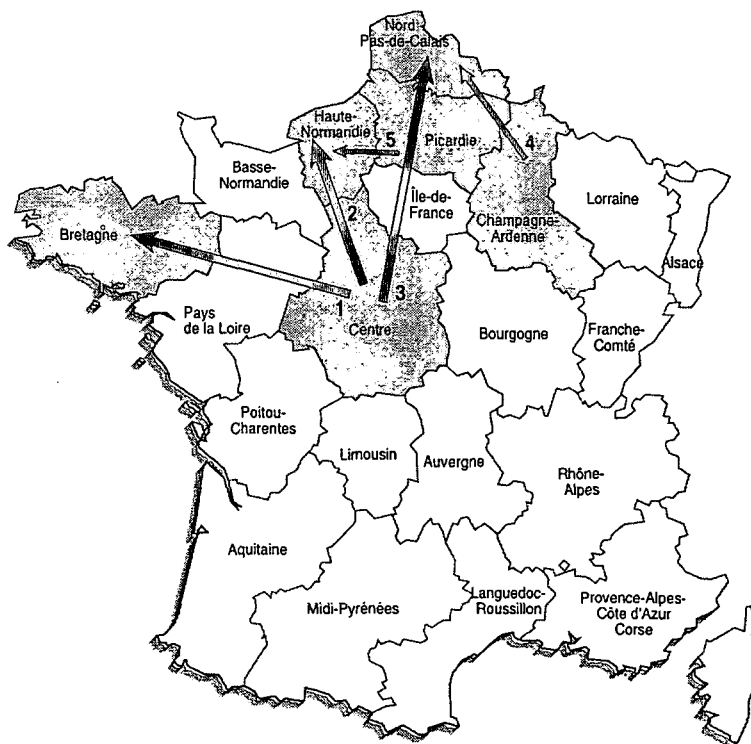 Nord
Pas-de-Calais
Haute-
Normandie
5
Picardie
4
Basse-
Normandie
Île-de-
France
Lorraine
2
Champagne-
Ardenne
Bretagne
Alsace
1
3
Pays
de la Loire
Centre
Bourgogne
Franche-
Comté
Poitou-
Charentes
Limousin
Auvergne
Rhône-
Alpes
Aquitaine
Midi-Pyrénées
Languedoc-
Roussillon
Provence-Alpes-
Côte d'Azur
Corse